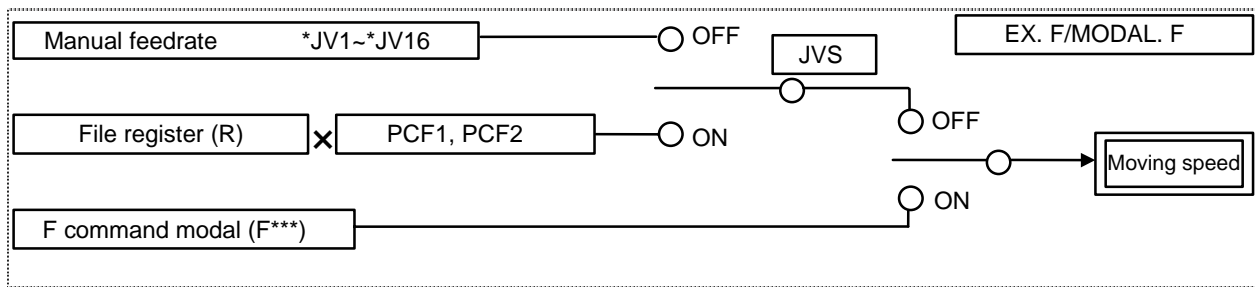 Manual feedrate *JV1~*JV16
OFF
EX. F/MODAL. F
JVS
File register (R) × PCF1, PCF2
ON
OFF
Moving speed
ON
F command modal (F***)